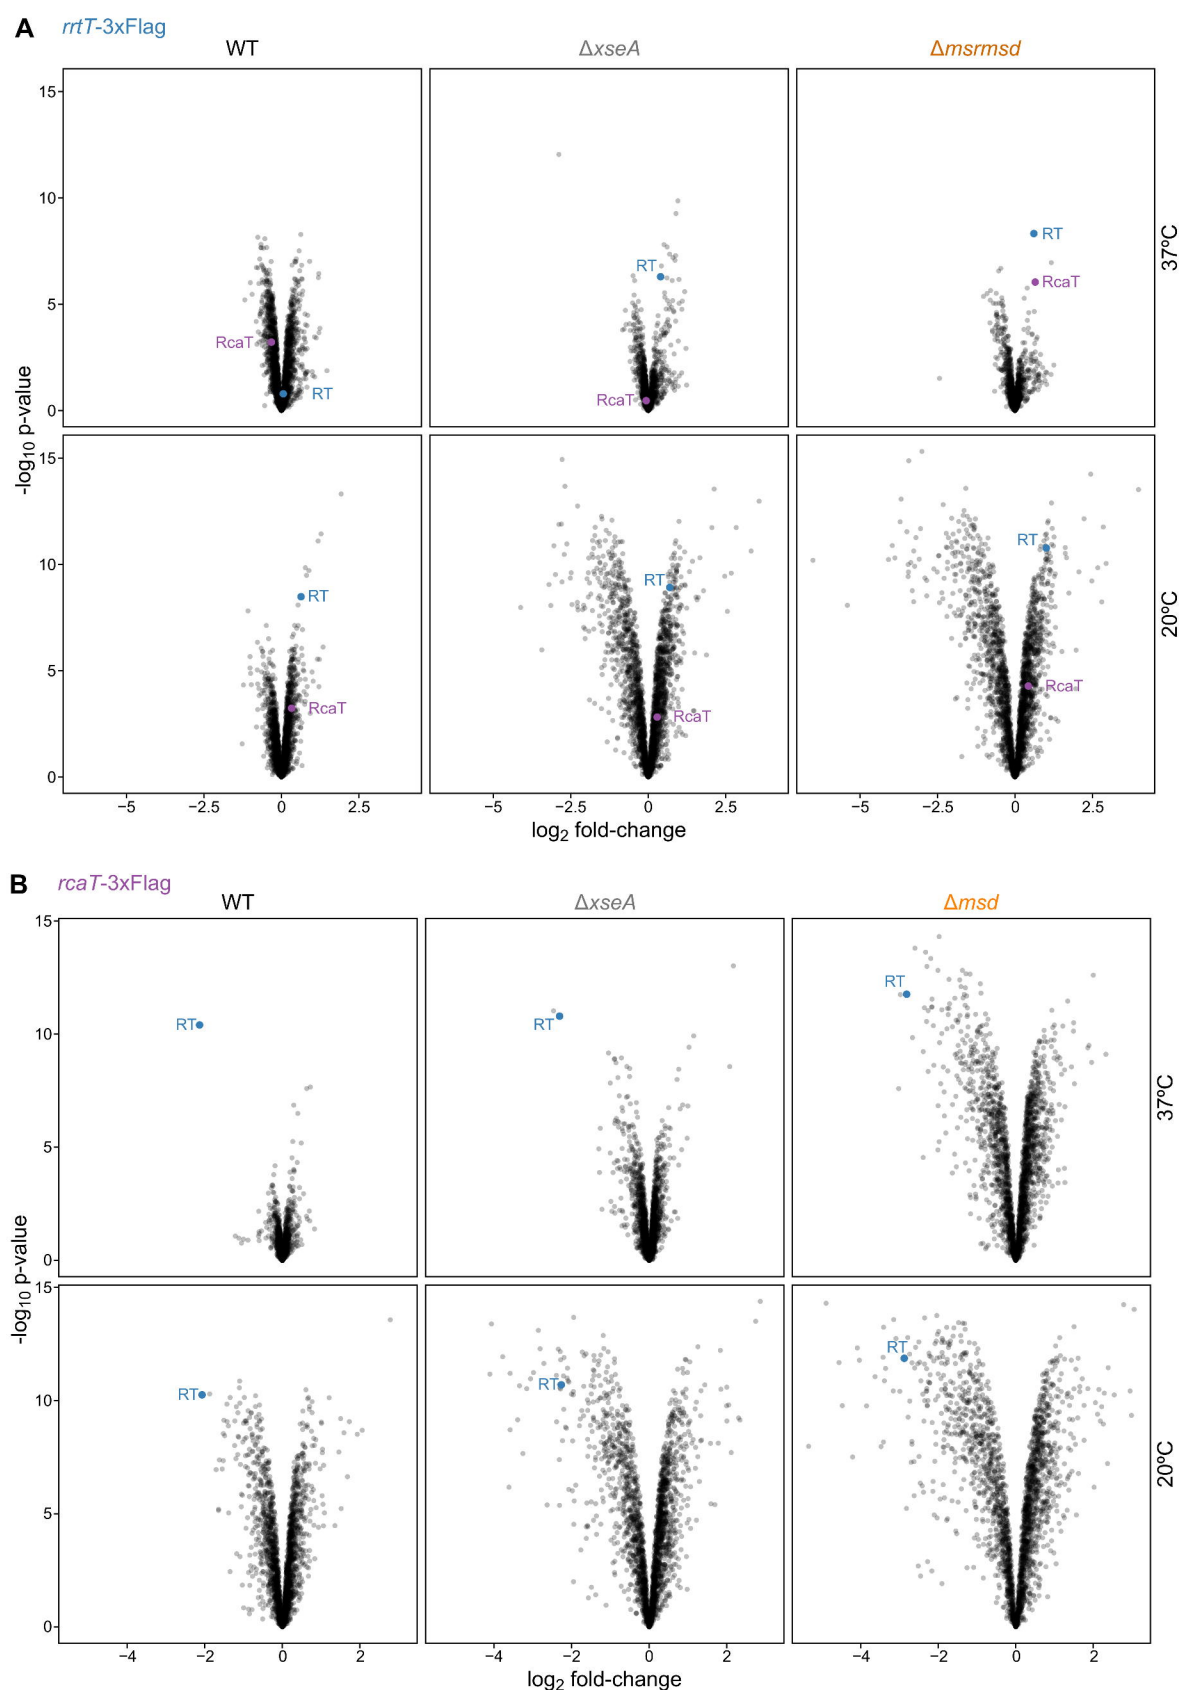 A rrtT-3xFlag
WT ΔxseA Δmsrmsd
15
10
5
0
RcaT
RT
RT
RcaT
RT
RcaT
37ºC
-log10 p-value
15
10
5
0
RT
RcaT
RT
RcaT
RT
RcaT
20ºC
−5 −2.5 0 2.5 −5 −2.5 0 2.5 −5 −2.5 0 2.5
log2 fold-change
B rcaT-3xFlag
WT ΔxseA Δmsd
15
10
5
0
RT
RT
RT
37ºC
-log10 p-value
15
10
5
0
RT
RT
RT
20ºC
−4 −2 0 2 −4 −2 0 2 −4 −2 0 2
log2 fold-change